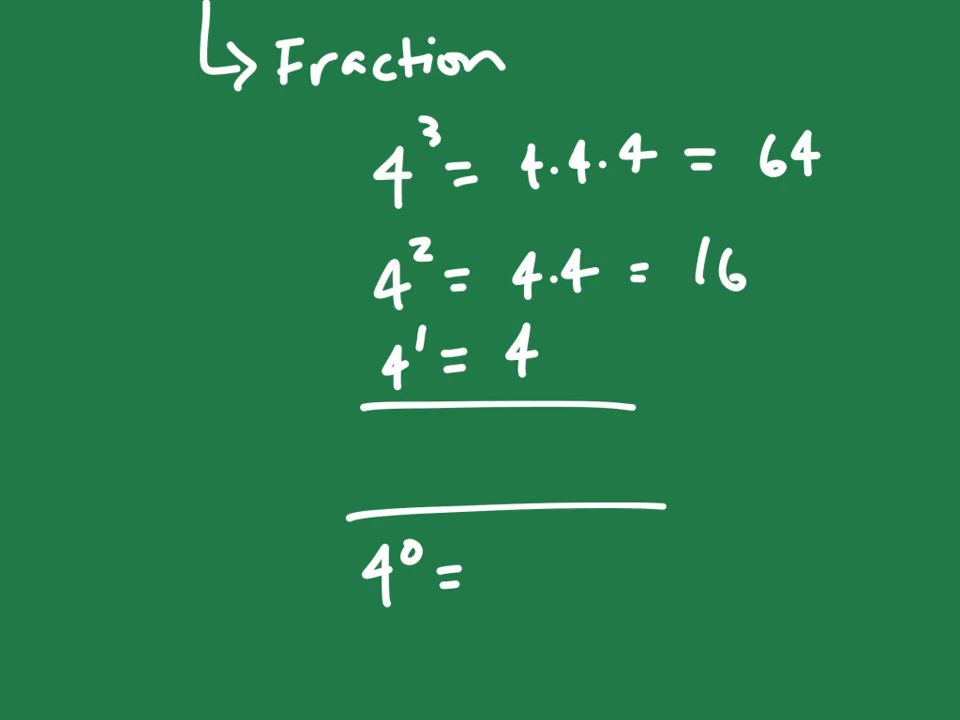 Fraction
4³ = 4.4.4 = 64
4² = 4.4 = 16
4¹ = 4
4⁰ =